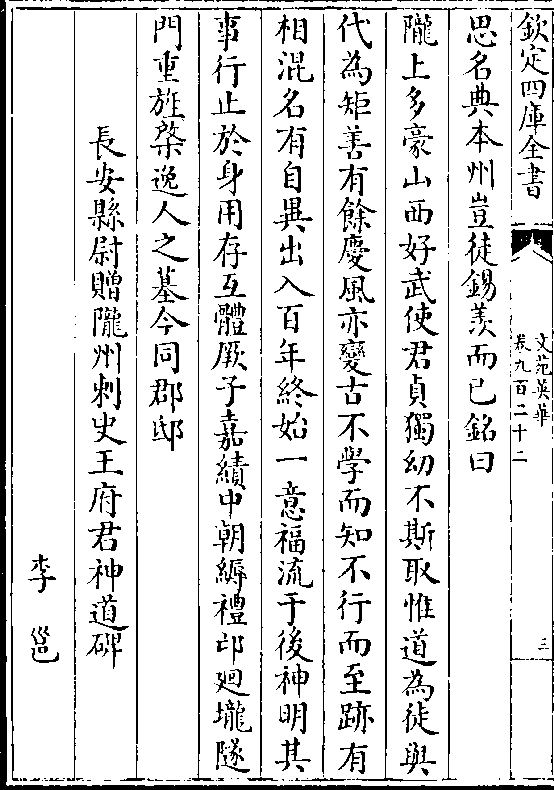 欽定四庫全書
文苑英華
卷九百二十二
三
思名典本州豈徒錫羨而已銘曰
隴上多豪山西好武使君貞獨幼不斯取惟道為徒與
代為矩善有餘慶風亦變古不學而知不行而至跡有
相混名有自異出入百年終始一意福流于後神明其
事行止於身用存互體厥子嘉績中朝縟禮卭廻壠隧
門重旌棨逸人之墓今同郡邸
長安縣尉贈隴州刺史王府君神道碑
李邕